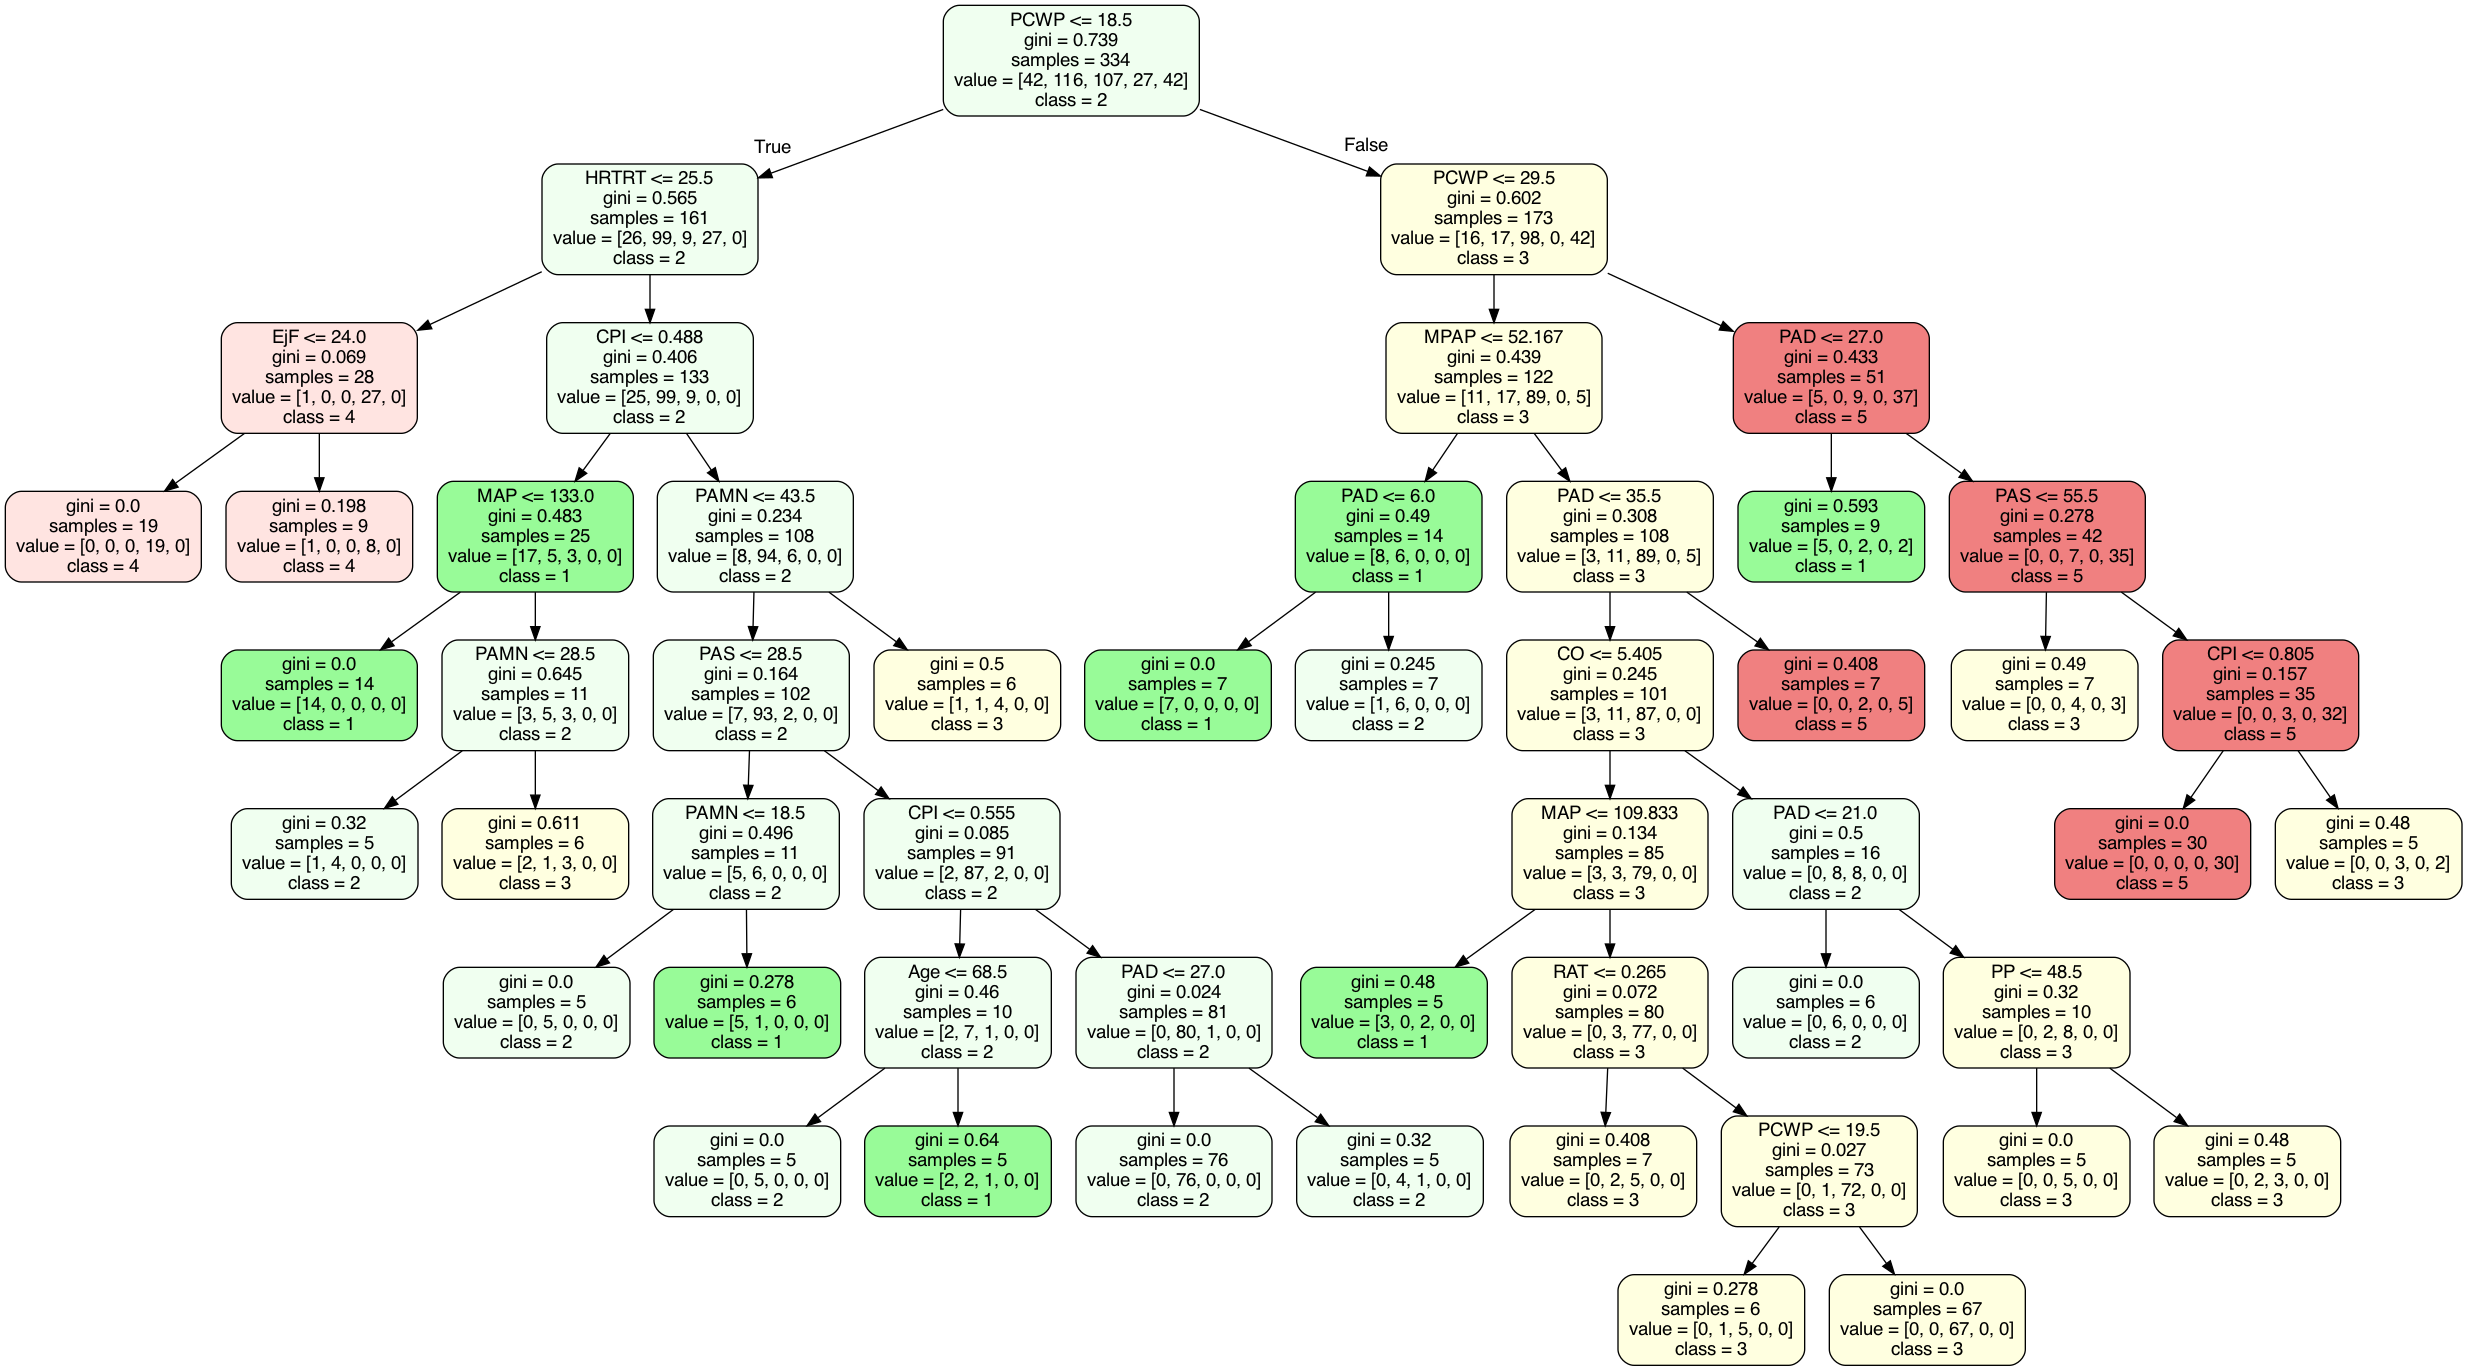 PCWP <= 18.5
gini = 0.739
samples = 334
value = [42, 116, 107, 27, 42]
class = 2
True
False
HRTRT <= 25.5
gini = 0.565
samples = 161
value = [26, 99, 9, 27, 0]
class = 2
PCWP <= 29.5
gini = 0.602
samples = 173
value = [16, 17, 98, 0, 42]
class = 3
EjF <= 24.0
gini = 0.069
samples = 28
value = [1, 0, 0, 27, 0]
class = 4
CPI <= 0.488
gini = 0.406
samples = 133
value = [25, 99, 9, 0, 0]
class = 2
MPAP <= 52.167
gini = 0.439
samples = 122
value = [11, 17, 89, 0, 5]
class = 3
PAD <= 27.0
gini = 0.433
samples = 51
value = [5, 0, 9, 0, 37]
class = 5
gini = 0.0
samples = 19
value = [0, 0, 0, 19, 0]
class = 4
gini = 0.198
samples = 9
value = [1, 0, 0, 8, 0]
class = 4
MAP <= 133.0
gini = 0.483
samples = 25
value = [17, 5, 3, 0, 0]
class = 1
PAMN <= 43.5
gini = 0.234
samples = 108
value = [8, 94, 6, 0, 0]
class = 2
PAD <= 6.0
gini = 0.49
samples = 14
value = [8, 6, 0, 0, 0]
class = 1
PAD <= 35.5
gini = 0.308
samples = 108
value = [3, 11, 89, 0, 5]
class = 3
gini = 0.593
samples = 9
value = [5, 0, 2, 0, 2]
class = 1
PAS <= 55.5
gini = 0.278
samples = 42
value = [0, 0, 7, 0, 35]
class = 5
gini = 0.0
samples = 14
value = [14, 0, 0, 0, 0]
class = 1
PAMN <= 28.5
gini = 0.645
samples = 11
value = [3, 5, 3, 0, 0]
class = 2
PAS <= 28.5
gini = 0.164
samples = 102
value = [7, 93, 2, 0, 0]
class = 2
gini = 0.5
samples = 6
value = [1, 1, 4, 0, 0]
class = 3
gini = 0.0
samples = 7
value = [7, 0, 0, 0, 0]
class = 1
gini = 0.245
samples = 7
value = [1, 6, 0, 0, 0]
class = 2
CO <= 5.405
gini = 0.245
samples = 101
value = [3, 11, 87, 0, 0]
class = 3
gini = 0.408
samples = 7
value = [0, 0, 2, 0, 5]
class = 5
gini = 0.49
samples = 7
value = [0, 0, 4, 0, 3]
class = 3
CPI <= 0.805
gini = 0.157
samples = 35
value = [0, 0, 3, 0, 32]
class = 5
gini = 0.32
samples = 5
value = [1, 4, 0, 0, 0]
class = 2
gini = 0.611
samples = 6
value = [2, 1, 3, 0, 0]
class = 3
PAMN <= 18.5
gini = 0.496
samples = 11
value = [5, 6, 0, 0, 0]
class = 2
CPI <= 0.555
gini = 0.085
samples = 91
value = [2, 87, 2, 0, 0]
class = 2
MAP <= 109.833
gini = 0.134
samples = 85
value = [3, 3, 79, 0, 0]
class = 3
PAD <= 21.0
gini = 0.5
samples = 16
value = [0, 8, 8, 0, 0]
class = 2
gini = 0.0
samples = 30
value = [0, 0, 0, 0, 30]
class = 5
gini = 0.48
samples = 5
value = [0, 0, 3, 0, 2]
class = 3
gini = 0.0
samples = 5
value = [0, 5, 0, 0, 0]
class = 2
gini = 0.278
samples = 6
value = [5, 1, 0, 0, 0]
class = 1
Age <= 68.5
gini = 0.46
samples = 10
value = [2, 7, 1, 0, 0]
class = 2
PAD <= 27.0
gini = 0.024
samples = 81
value = [0, 80, 1, 0, 0]
class = 2
gini = 0.48
samples = 5
value = [3, 0, 2, 0, 0]
class = 1
RAT <= 0.265
gini = 0.072
samples = 80
value = [0, 3, 77, 0, 0]
class = 3
gini = 0.0
samples = 6
value = [0, 6, 0, 0, 0]
class = 2
PP <= 48.5
gini = 0.32
samples = 10
value = [0, 2, 8, 0, 0]
class = 3
gini = 0.0
samples = 5
value = [0, 5, 0, 0, 0]
class = 2
gini = 0.64
samples = 5
value = [2, 2, 1, 0, 0]
class = 1
gini = 0.0
samples = 76
value = [0, 76, 0, 0, 0]
class = 2
gini = 0.32
samples = 5
value = [0, 4, 1, 0, 0]
class = 2
gini = 0.408
samples = 7
value = [0, 2, 5, 0, 0]
class = 3
PCWP <= 19.5
gini = 0.027
samples = 73
value = [0, 1, 72, 0, 0]
class = 3
gini = 0.0
samples = 5
value = [0, 0, 5, 0, 0]
class = 3
gini = 0.48
samples = 5
value = [0, 2, 3, 0, 0]
class = 3
gini = 0.278
samples = 6
value = [0, 1, 5, 0, 0]
class = 3
gini = 0.0
samples = 67
value = [0, 0, 67, 0, 0]
class = 3